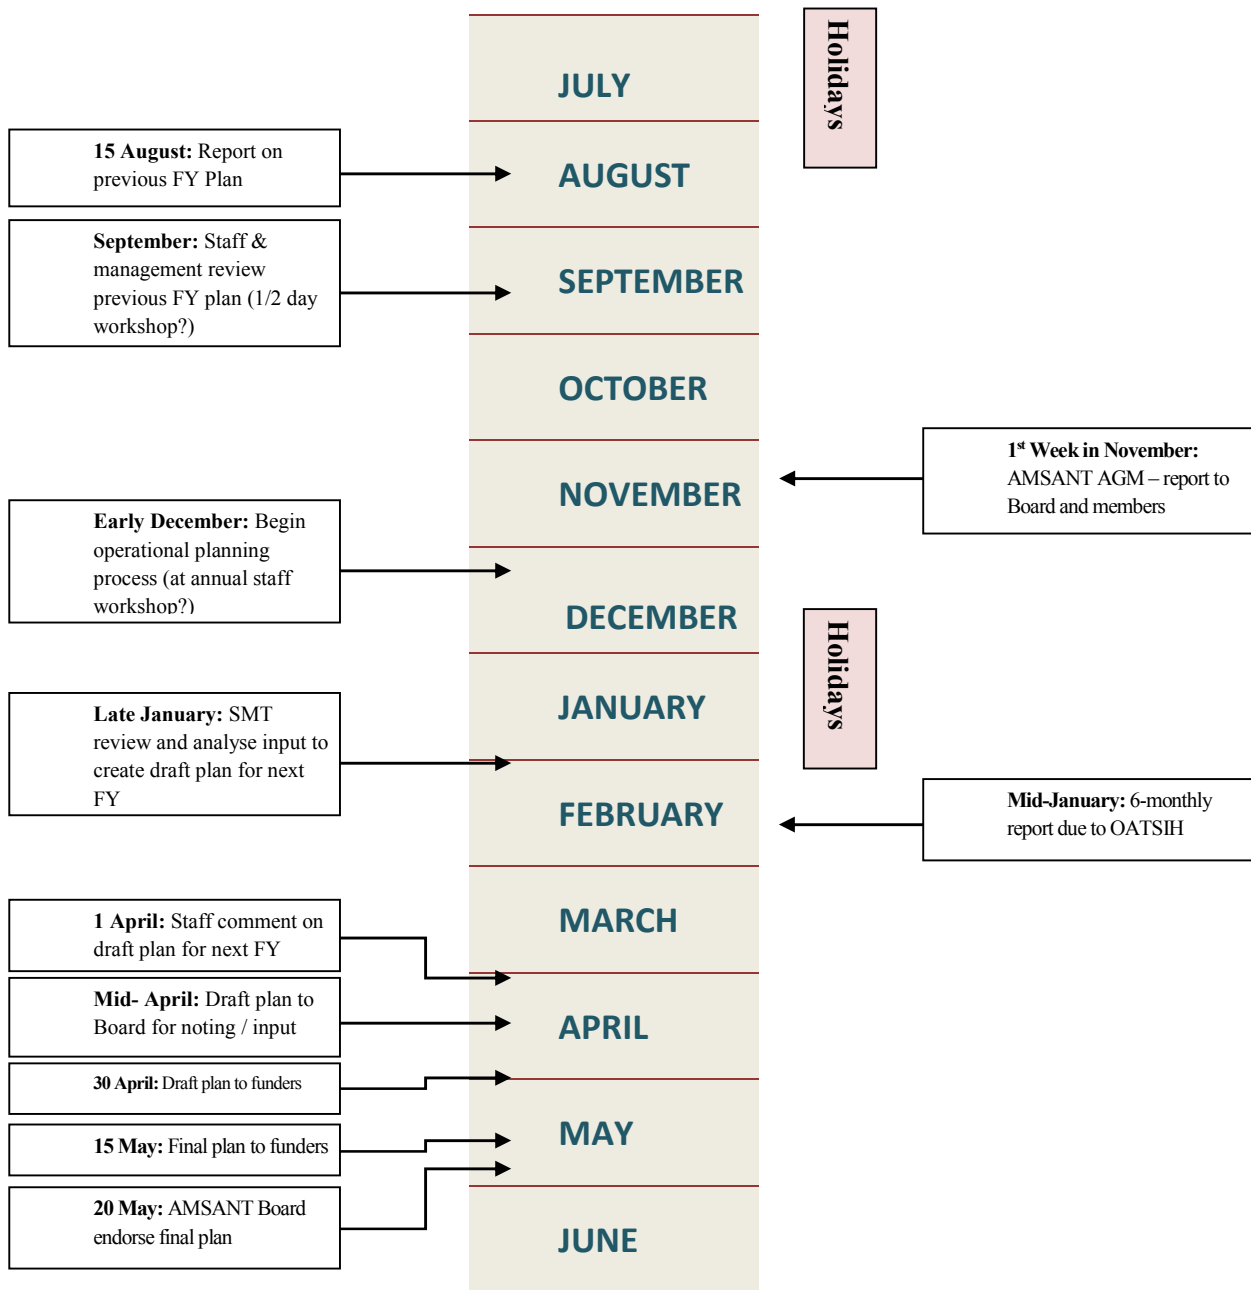 Holidays
JULY
15 August: Report on
previous FY Plan
AUGUST
September: Staff &
management review
previous FY plan (1/2 day
workshop?)
SEPTEMBER
OCTOBER
1st Week in November:
AMSANT AGM – report to
Board and members
NOVEMBER
Early December: Begin
operational planning
process (at annual staff
workshop?)
DECEMBER
Holidays
JANUARY
Late January: SMT
review and analyse input to
create draft plan for next
FY
FEBRUARY
Mid-January: 6-monthly
report due to OATSIH
MARCH
1 April: Staff comment on
draft plan for next FY
Mid- April: Draft plan to
Board for noting / input
APRIL
30 April: Draft plan to funders
15 May: Final plan to funders
MAY
20 May: AMSANT Board
endorse final plan
JUNE